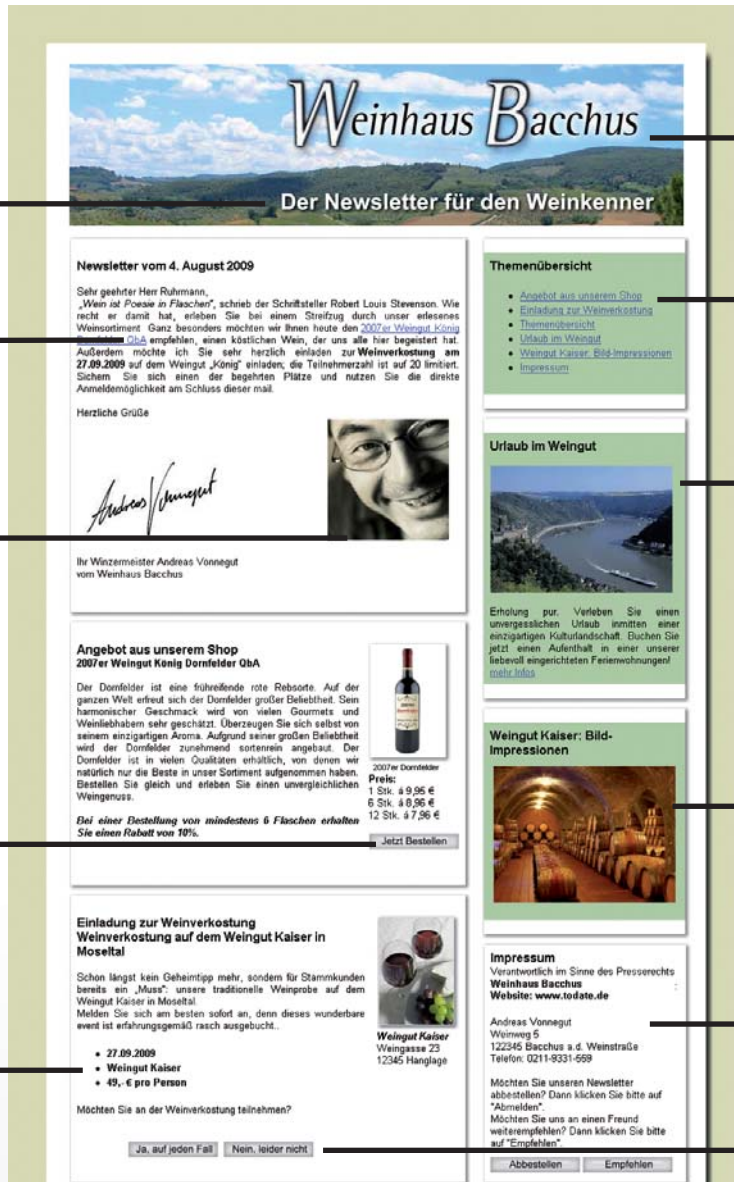 Weinhaus Bacchus
Der Newsletter für den Weinkenner
Newsletter vom 4. August 2009
Sehr geehrter Herr Ruhrmann,
„Wein ist Poesie in Flaschen", schrieb der Schriftsteller Robert Louis Stevenson. Wie
recht er damit hat, erleben Sie bei einem Streifzug durch unser erlesenes
Weinsortiment. Ganz besonders möchten wir Ihnen heute den 2007er Weingut König
Dornfelder QbA empfehlen, einen köstlichen Wein, der uns alle hier begeistert hat.
Außerdem möchte ich Sie sehr herzlich einladen zur Weinverkostung am
27.09.2009 auf dem Weingut „König" einladen; die Teilnehmerzahl ist auf 20 limitiert.
Sichern Sie sich einen der begehrten Plätze und nutzen Sie die direkte
Anmeldemöglichkeit am Schluss dieser mail.
Herzliche Grüße
Andreas Vonnegut
Ihr Winzermeister Andreas Vonnegut
vom Weinhaus Bacchus
Angebot aus unserem Shop
2007er Weingut König Dornfelder QbA
Der Dornfelder ist eine frühreifende rote Rebsorte. Auf der
ganzen Welt erfreut sich der Dornfelder großer Beliebtheit. Sein
harmonischer Geschmack wird von vielen Gourmets und
Weinliebhabern sehr geschätzt. Überzeugen Sie sich selbst von
seinem einzigartigen Aroma. Aufgrund seiner großen Beliebtheit
wird der Dornfelder zunehmend sortenrein angebaut. Der
Dornfelder ist in vielen Qualitäten erhältlich, von denen wir
natürlich nur die Beste in unser Sortiment aufgenommen haben.
Bestellen Sie gleich und erleben Sie einen unvergleichlichen
Weingenuss.
Bei einer Bestellung von mindestens 6 Flaschen erhalten
Sie einen Rabatt von 10%.
2007er Dornfelder
Preis:
1 Stk. á 9,95 €
6 Stk. á 8,96 €
12 Stk. á 7,96 €
Jetzt Bestellen
Einladung zur Weinverkostung
Weinverkostung auf dem Weingut Kaiser in
Moseltal
Schon längst kein Geheimtipp mehr, sondern für Stammkunden
bereits ein „Muss": unsere traditionelle Weinprobe auf dem
Weingut Kaiser in Moseltal.
Melden Sie sich am besten sofort an, denn dieses wunderbare
event ist erfahrungsgemäß rasch ausgebucht..
• 27.09.2009
• Weingut Kaiser
• 49,-€ pro Person
Möchten Sie an der Weinverkostung teilnehmen?
Ja, auf jeden Fall
Nein, leider nicht
Weingut Kaiser
Weingasse 23
12345 Hanglage
Themenübersicht
• Angebot aus unserem Shop
• Einladung zur Weinverkostung
• Themenübersicht
• Urlaub im Weingut
• Weingut Kaiser: Bild-Impressionen
• Impressum
Urlaub im Weingut
Erholung pur. Verleben Sie einen
unvergesslichen Urlaub inmitten einer
einzigartigen Kulturlandschaft. Buchen Sie
jetzt einen Aufenthalt in einer unserer
liebevoll eingerichteten Ferienwohnungen!
mehr Infos
Weingut Kaiser: Bild-
Impressionen
Impressum
Verantwortlich im Sinne des Presserechts
Weinhaus Bacchus :
Website: www.todate.de
Andreas Vonnegut
Weinweg 5
122345 Bacchus a.d. Weinstraße
Telefon: 0211-9331-559
Möchten Sie unseren Newsletter
abbestellen? Dann klicken Sie bitte auf
"Abmelden".
Möchten Sie uns an einen Freund
weiterempfehlen? Dann klicken Sie bitte
auf "Empfehlen".
Abbestellen
Empfehlen